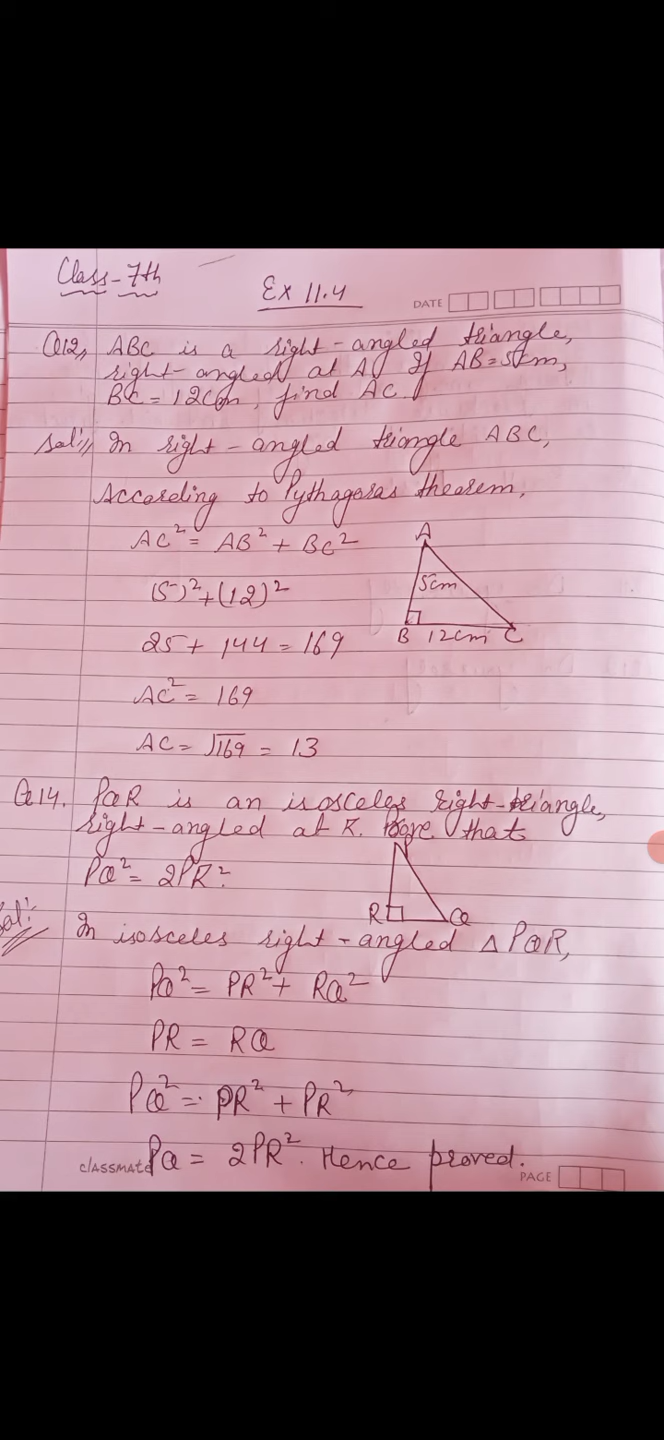 Class-7th
Ex 11.4
DATE
Q12, ABC is a right-angled triangle,
right-angled at A. If AB=5cm,
BC=12cm, find AC.
Sol:, In right-angled triangle ABC,
According to Pythagoras theorem,
AC² = AB² + BC²
(5)²+(12)²
25 + 144 = 169
AC² = 169
AC = √169 = 13
A
5cm
B 12cm C
Q14. PQR is an isosceles right-triangle,
right-angled at R. Prove that
PQ² = 2PR².
R Q
Sol:
In isosceles right-angled △PQR,
PQ² = PR² + RQ²
PR = RQ
PQ² = PR² + PR²
PQ = 2PR². Hence proved.
classmate
PAGE